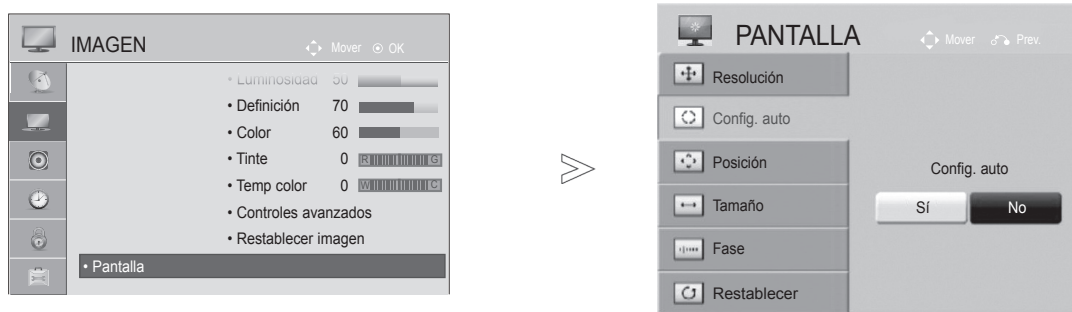 IMAGEN Mover OK
• Luminosidad 50
• Definición 70
• Color 60
• Tinte 0 R G
• Temp color 0 W C
• Controles avanzados
• Restablecer imagen
• Pantalla
PANTALLA Mover Prev.
Resolución
Config. auto
Posición
Tamaño
Fase
Restablecer
Config. auto
Sí No